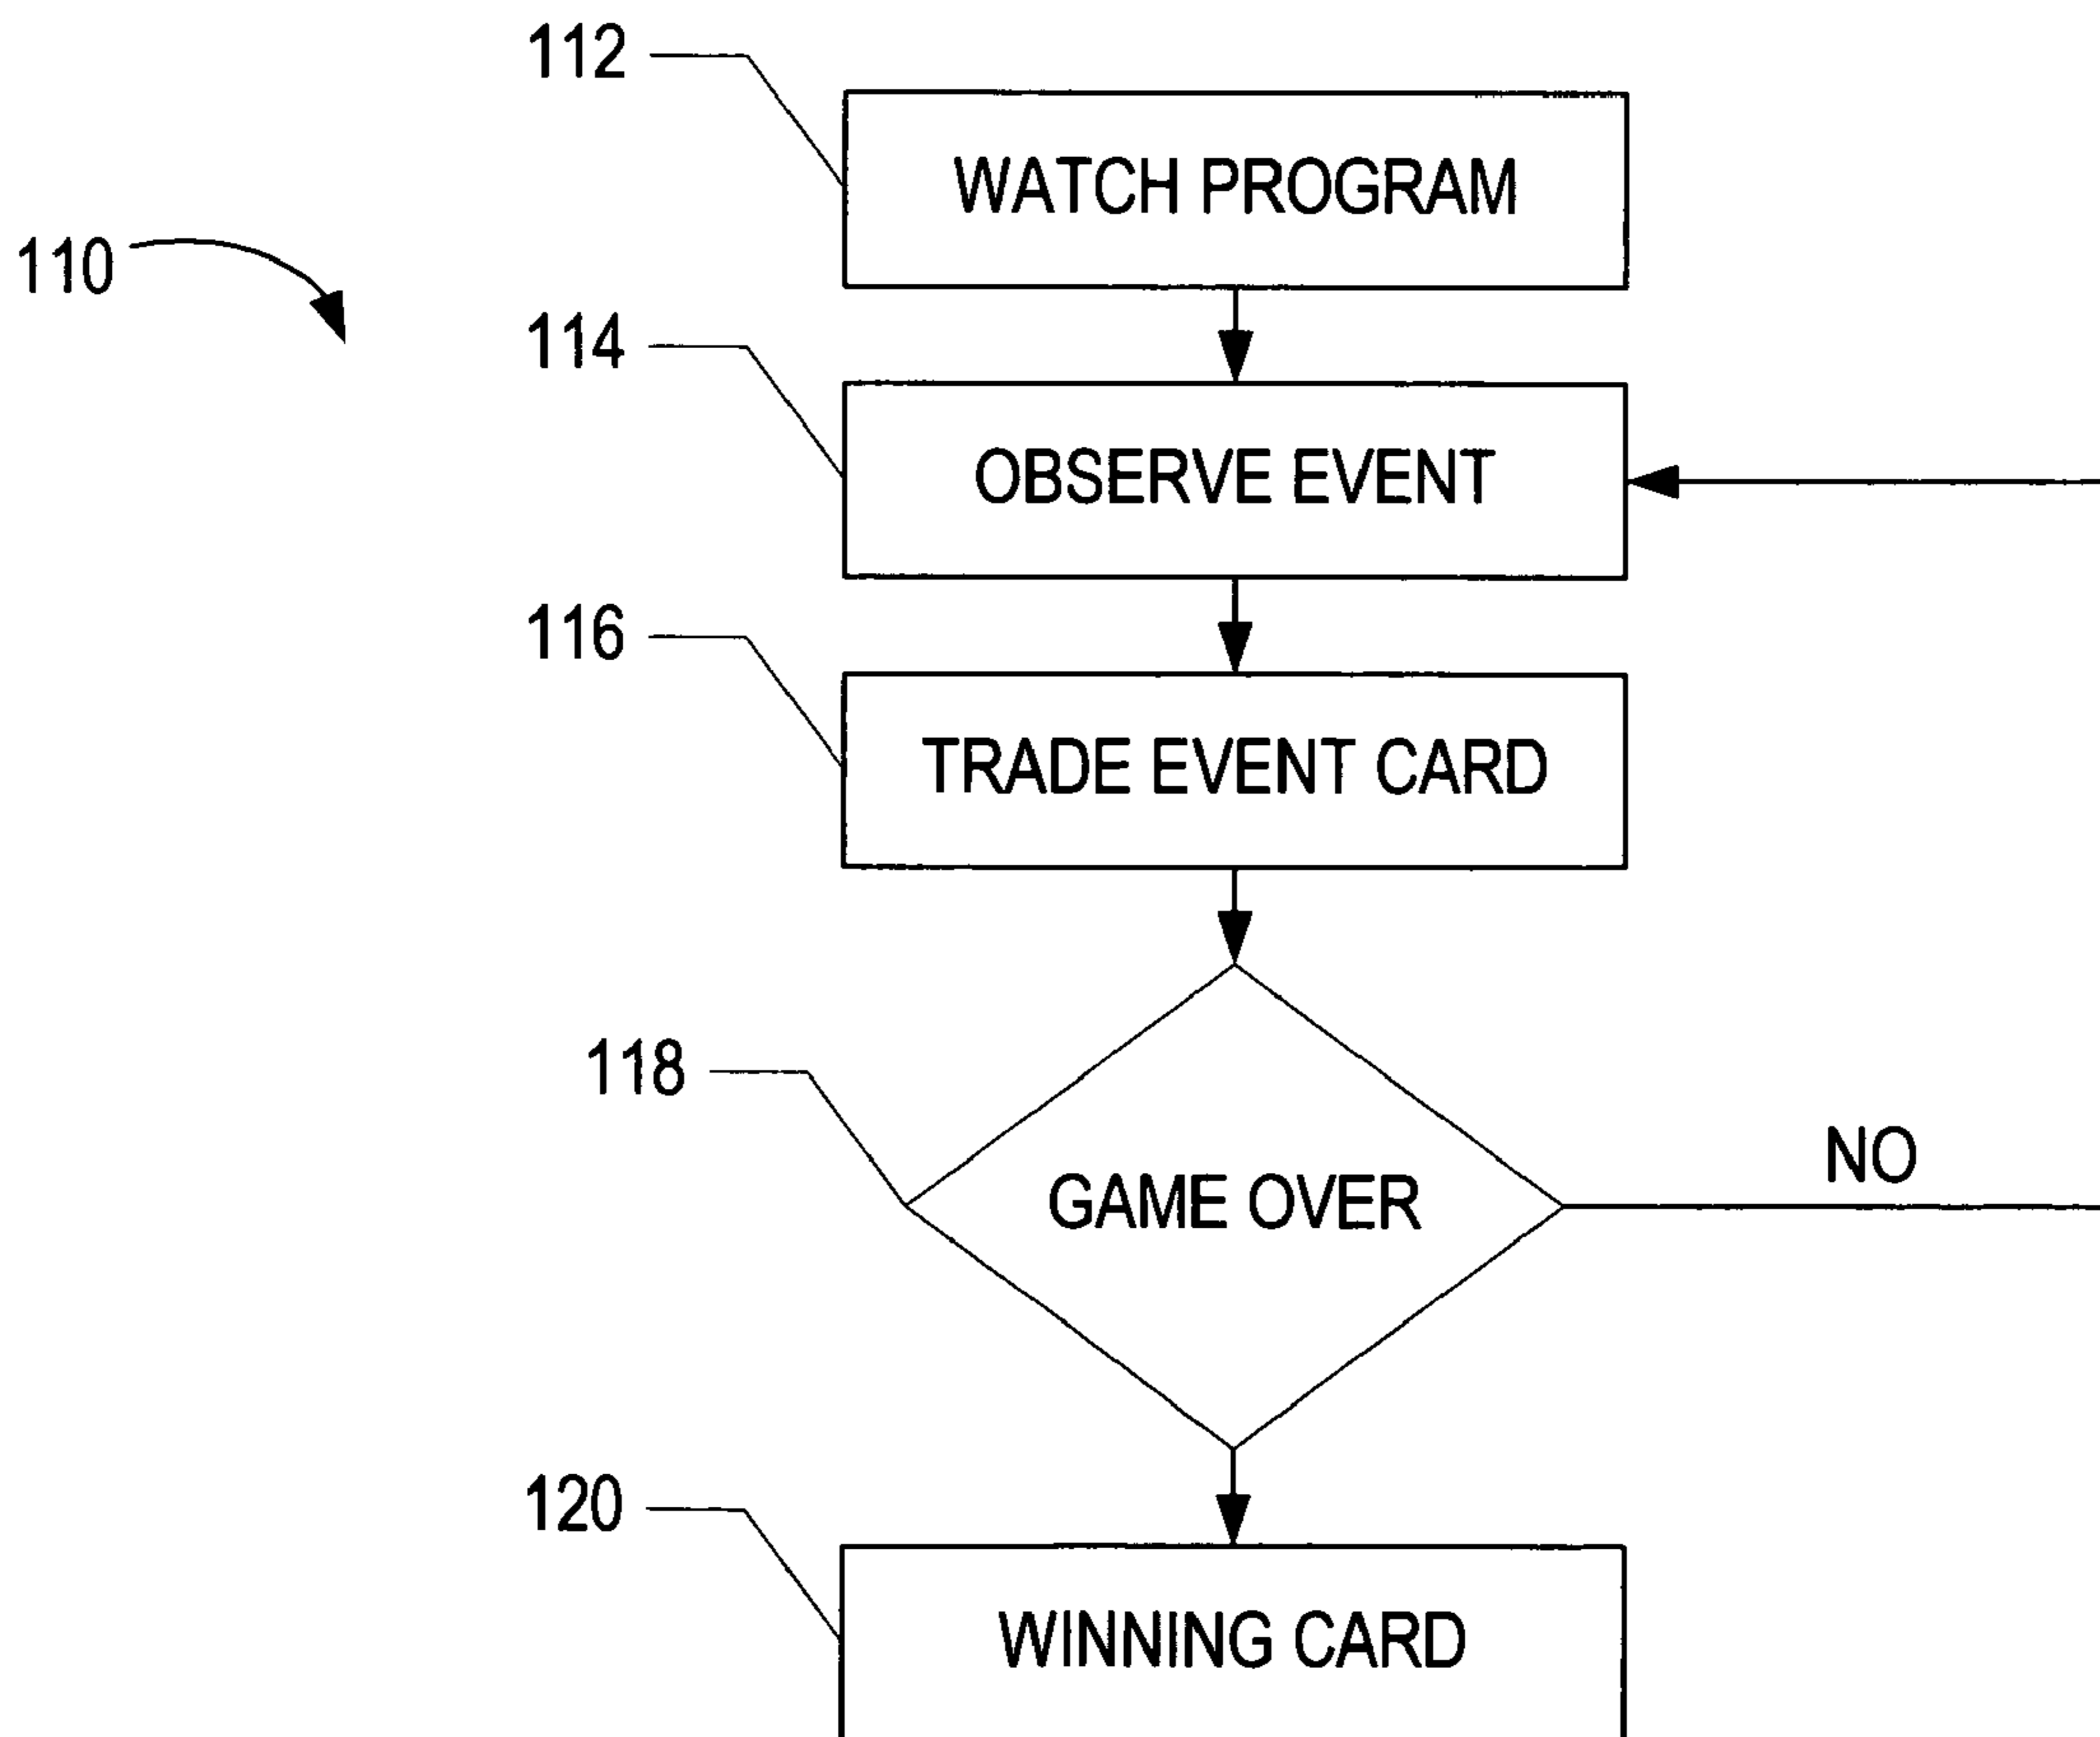 112
WATCH PROGRAM
110
114
OBSERVE EVENT
116
TRADE EVENT CARD
118
NO
GAME OVER
120
WINNING CARD